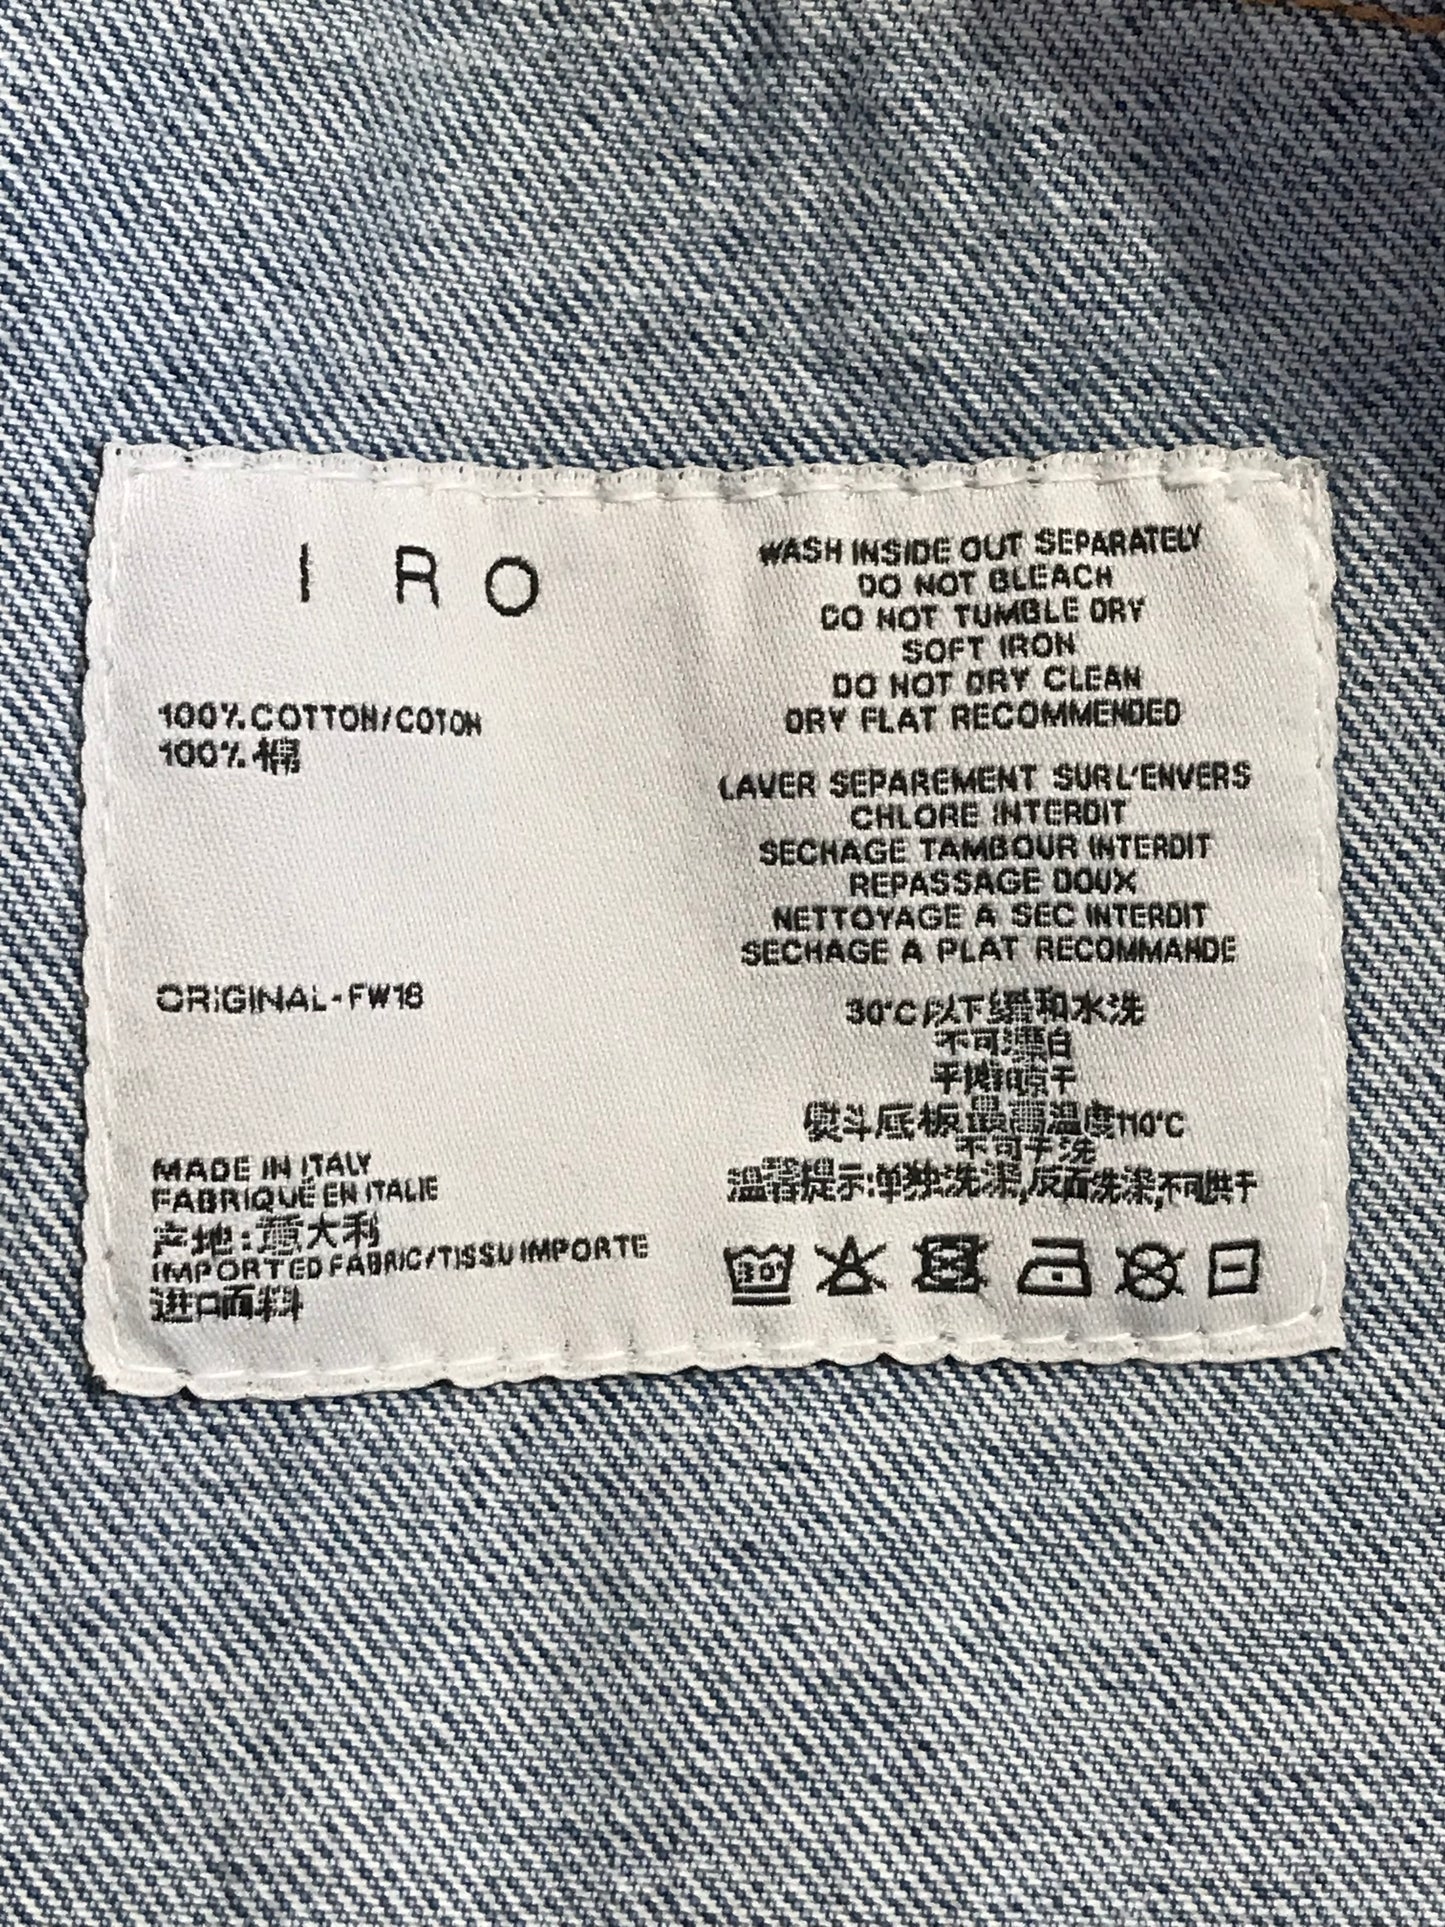 IRO
100% COTTON/COTON
100% 棉
ORIGINAL-FW18
MADE IN ITALY
FABRIQUÉ EN ITALIE
产地:意大利
IMPORTED FABRIC/TISSU IMPORTE
进口面料
WASH INSIDE OUT SEPARATELY
DO NOT BLEACH
DO NOT TUMBLE DRY
SOFT IRON
DO NOT DRY CLEAN
DRY FLAT RECOMMENDED
LAVER SEPAREMENT SUR L'ENVERS
CHLORE INTERDIT
SECHAGE TAMBOUR INTERDIT
REPASSAGE DOUX
NETTOYAGE A SEC INTERDIT
SECHAGE A PLAT RECOMMANDE
30°C以下缓和水洗
不可漂白
平摊晾干
熨斗底板最高温度110°C
不可干洗
温馨提示:单独洗涤,反面洗涤,不可烘干
30°